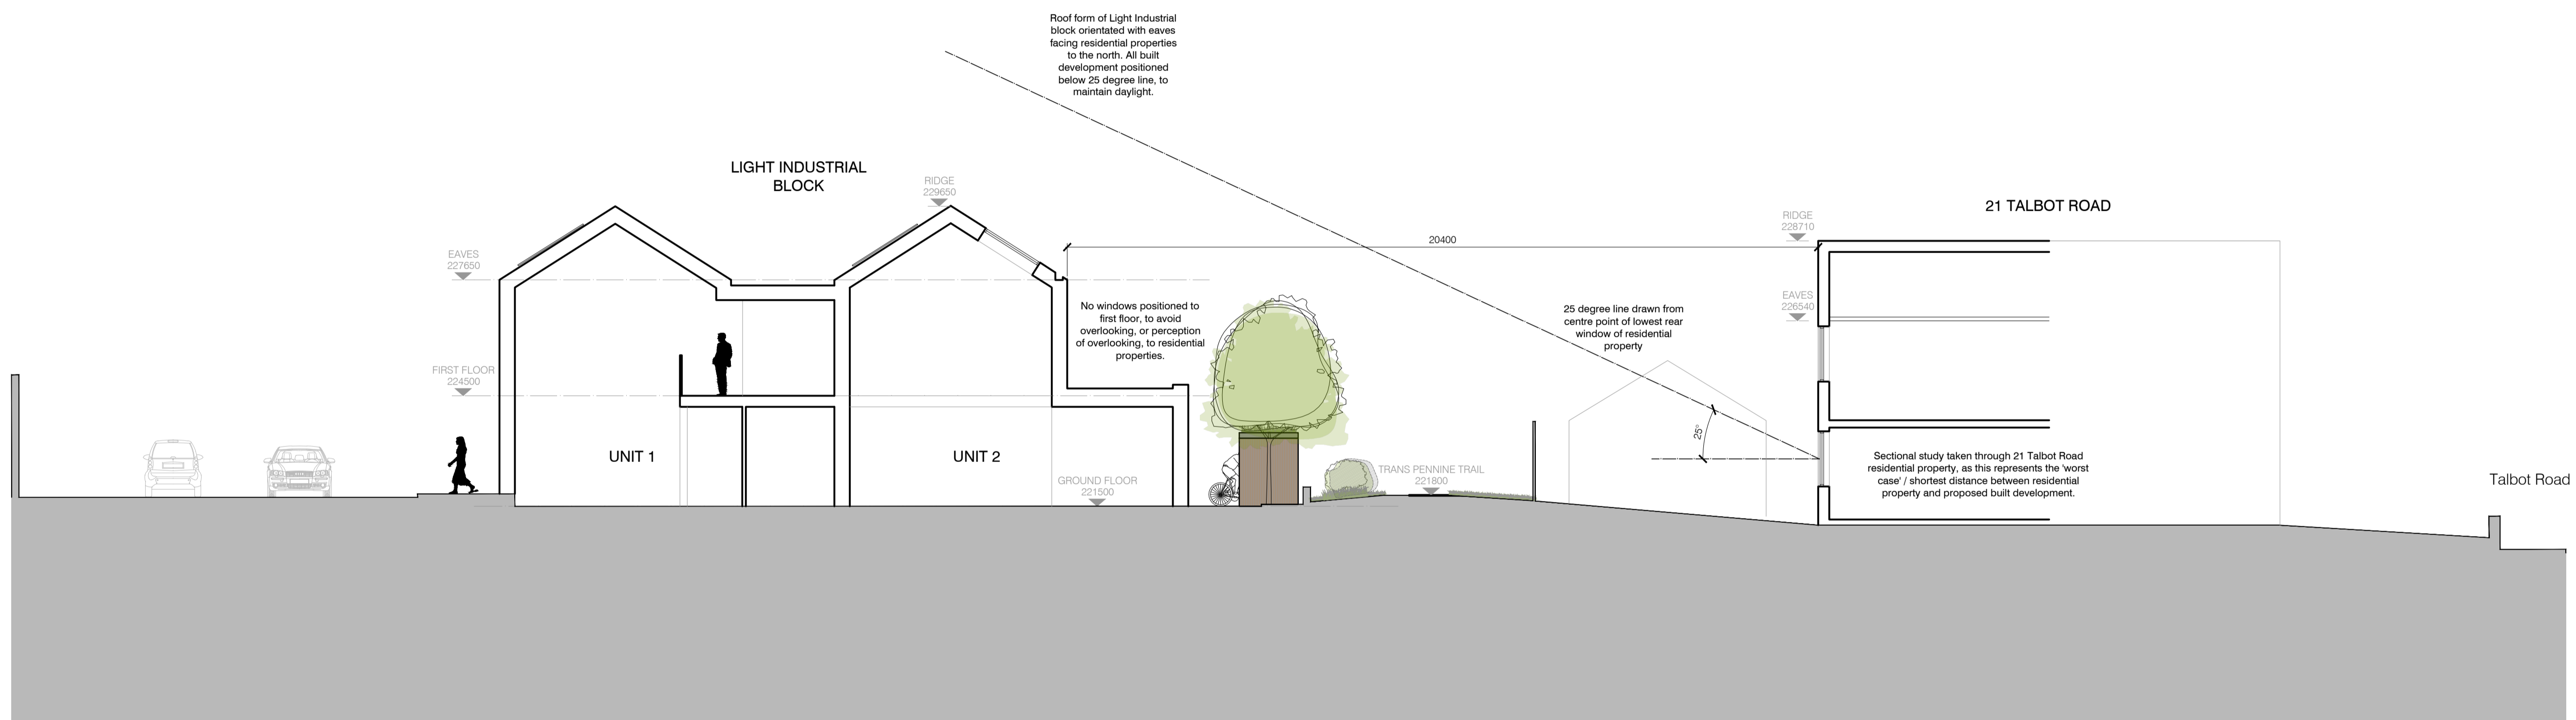 Roof form of Light Industrial
block orientated with eaves
facing residential properties
to the north. All built
development positioned
below 25 degree line, to
maintain daylight.
LIGHT INDUSTRIAL
BLOCK
RIDGE
229650
EAVES
227650
FIRST FLOOR
224500
UNIT 1
UNIT 2
GROUND FLOOR
221500
No windows positioned to
first floor, to avoid
overlooking, or perception
of overlooking, to residential
properties.
20400
TRANS PENNINE TRAIL
221800
25 degree line drawn from
centre point of lowest rear
window of residential
property
25°
RIDGE
228710
EAVES
226540
21 TALBOT ROAD
Sectional study taken through 21 Talbot Road
residential property, as this represents the 'worst
case' / shortest distance between residential
property and proposed built development.
Talbot Road